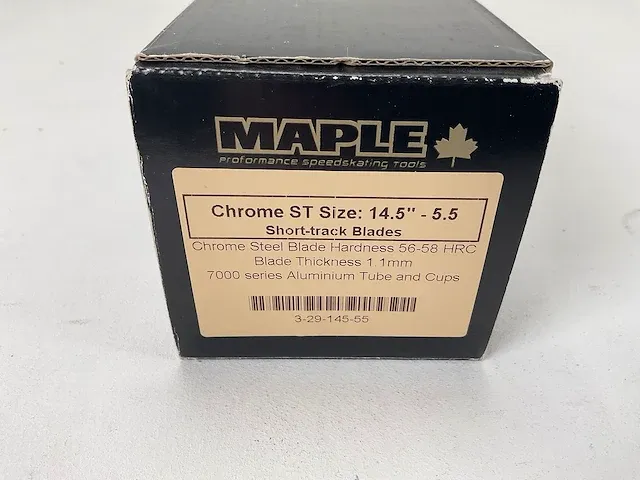 MAPLE
proformance speedskating tools
Chrome ST Size: 14.5" - 5.5
Short-track Blades
Chrome Steel Blade Hardness 56-58 HRC
Blade Thickness 1.1mm
7000 series Aluminium Tube and Cups
3-29-145-55